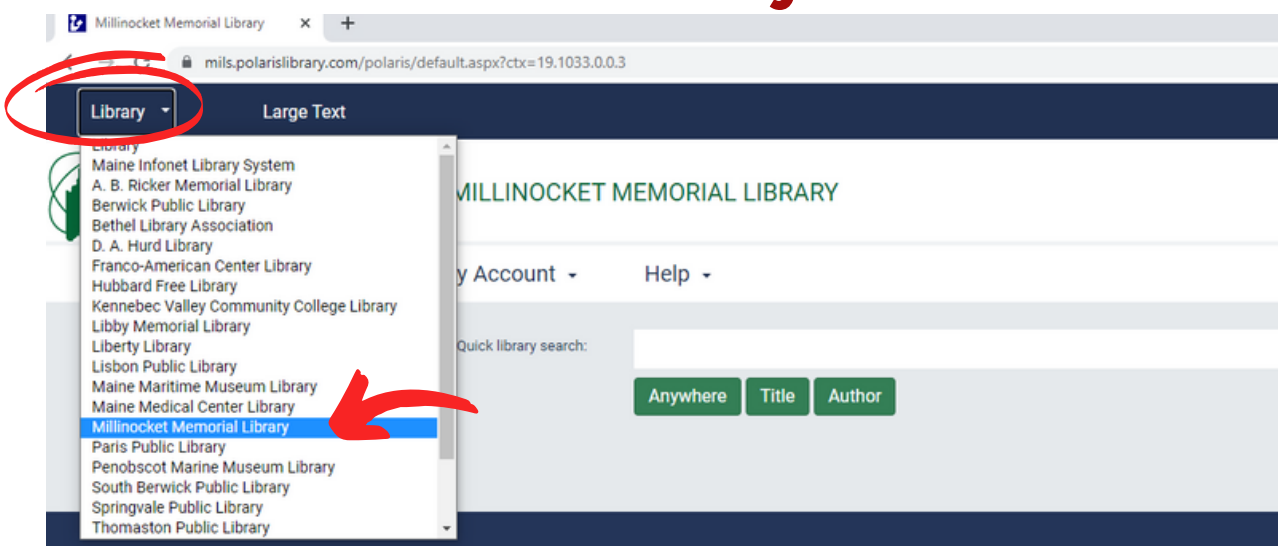 Millinocket Memorial Library
mils.polarislibrary.com/polaris/default.aspx?ctx=19.1033.0.0.3
Library Large Text
Library
Maine Infonet Library System
A. B. Ricker Memorial Library
Berwick Public Library
Bethel Library Association
D. A. Hurd Library
Franco-American Center Library
Hubbard Free Library
Kennebec Valley Community College Library
Libby Memorial Library
Liberty Library
Lisbon Public Library
Maine Maritime Museum Library
Maine Medical Center Library
Millinocket Memorial Library
Paris Public Library
Penobscot Marine Museum Library
South Berwick Public Library
Springvale Public Library
Thomaston Public Library
MILLINOCKET MEMORIAL LIBRARY
y Account Help
Quick library search:
Anywhere Title Author